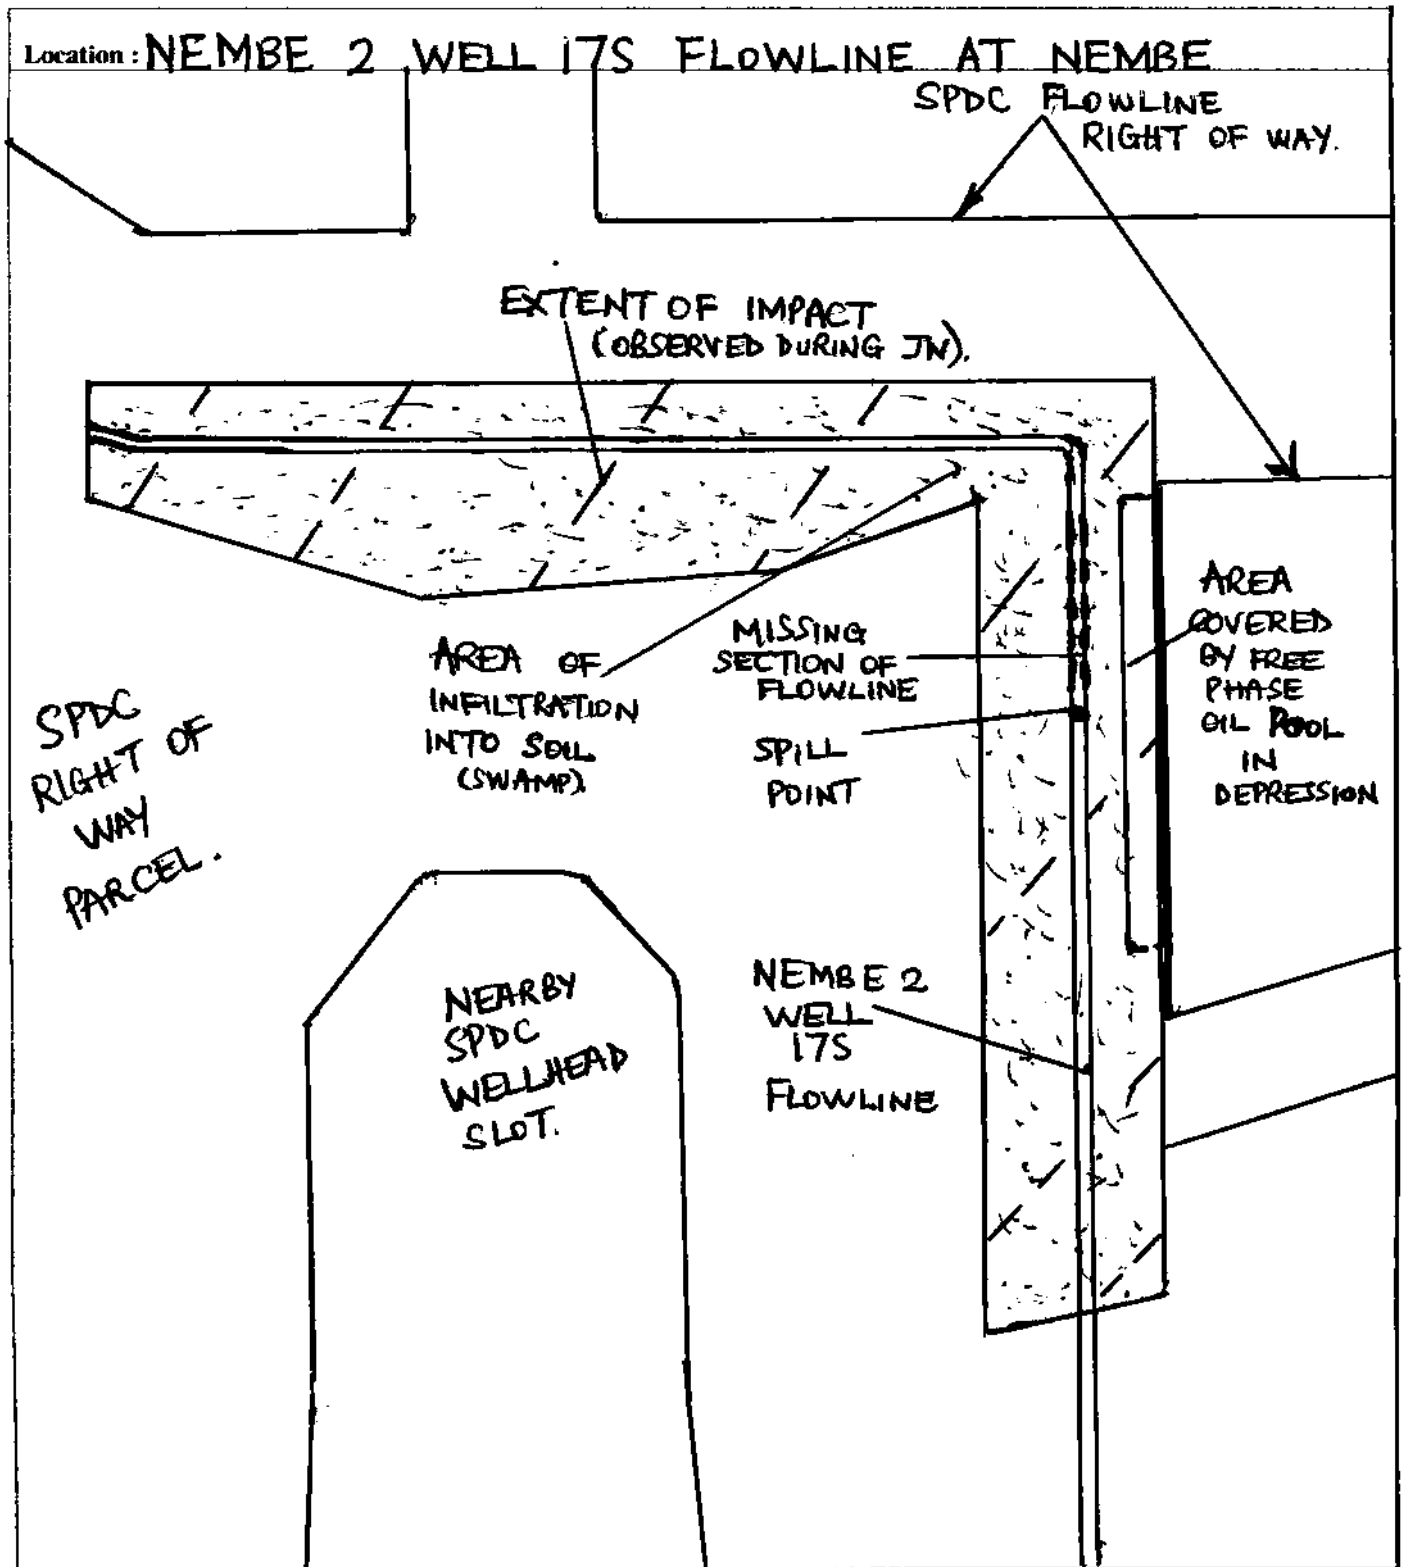 Location : NEMBE 2 WELL 17S FLOWLINE AT NEMBE
SPDC FLOWLINE
RIGHT OF WAY.
EXTENT OF IMPACT
(OBSERVED DURING JIV).
AREA OF
INFILTRATION
INTO SOIL
(SWAMP).
MISSING
SECTION OF
FLOWLINE
SPILL
POINT
AREA
COVERED
BY FREE
PHASE
OIL POOL
IN
DEPRESSION
SPDC
RIGHT OF
WAY
PARCEL.
NEARBY
SPDC
WELLHEAD
SLOT.
NEMBE 2
WELL
17S
FLOWLINE